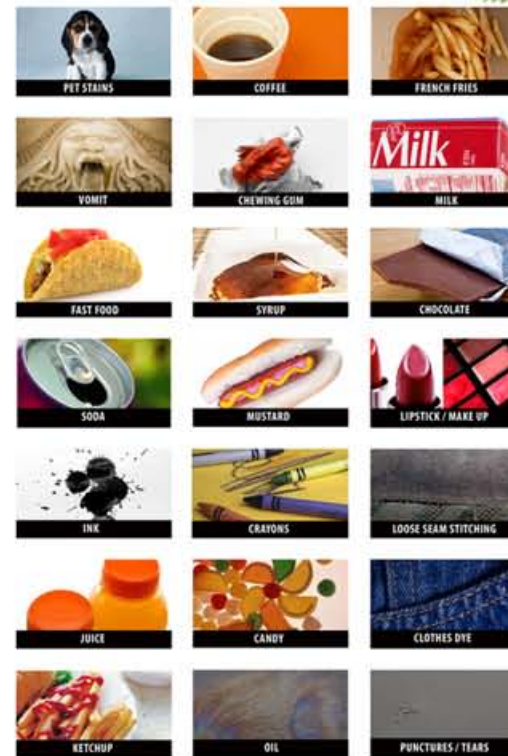 PET STAINS
COFFEE
FRENCH FRIES
VOMIT
CHEWING GUM
Milk
MILK
FAST FOOD
SYRUP
CHOCOLATE
SODA
MUSTARD
LIPSTICK / MAKE UP
INK
CRAYONS
LOOSE SEAM STITCHING
JUICE
CANDY
CLOTHES DYE
KETCHUP
OIL
PUNCTURES / TEARS